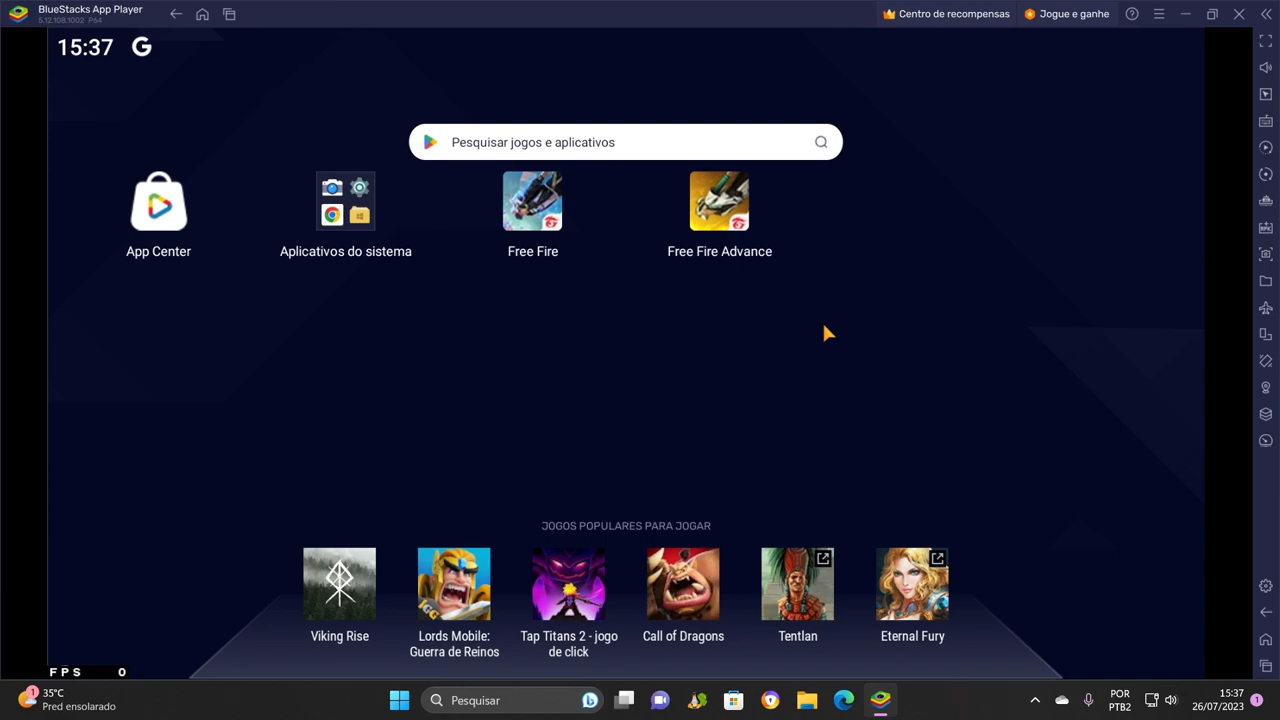 BlueStacks App Player
5.12.108.1002 P64
Centro de recompensas
Jogue e ganhe
15:37
Pesquisar jogos e aplicativos
App Center
Aplicativos do sistema
Free Fire
Free Fire Advance
JOGOS POPULARES PARA JOGAR
Viking Rise
Lords Mobile:
Guerra de Reinos
Tap Titans 2 - jogo
de click
Call of Dragons
Tentlan
Eternal Fury
FPS 0
1
35°C
Pred ensolarado
Pesquisar
POR
PTB2
15:37
26/07/2023
1